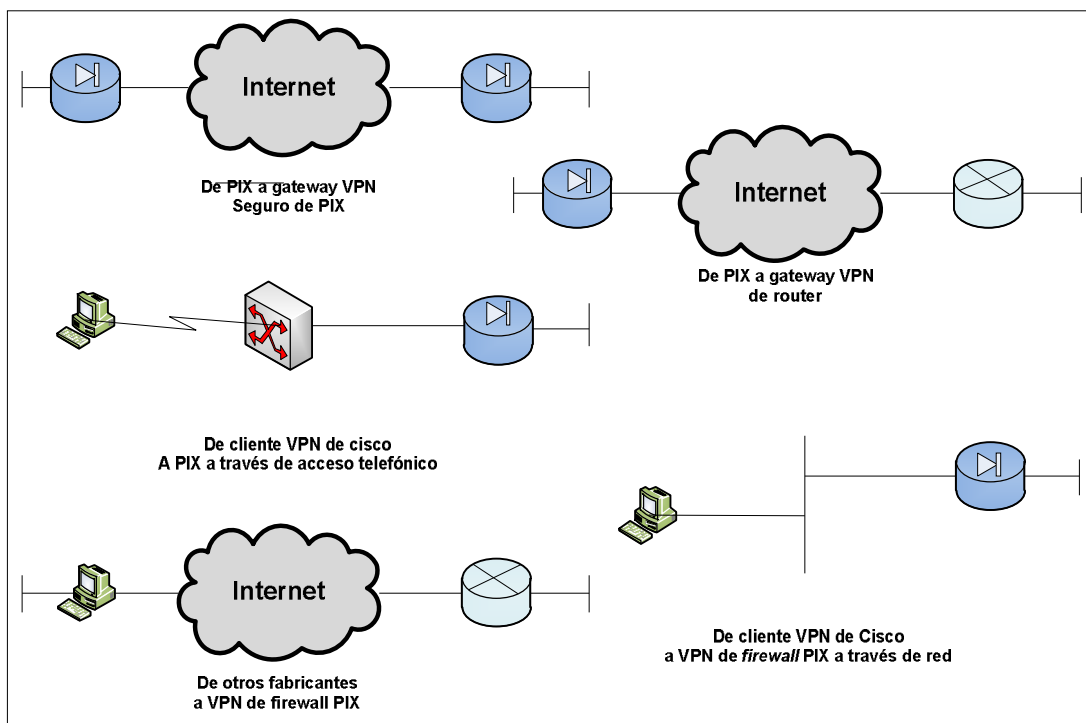 Internet
De PIX a gateway VPN
Seguro de PIX
Internet
De PIX a gateway VPN
de router
De cliente VPN de cisco
A PIX a través de acceso telefónico
Internet
De otros fabricantes
a VPN de firewall PIX
De cliente VPN de Cisco
a VPN de firewall PIX a través de red